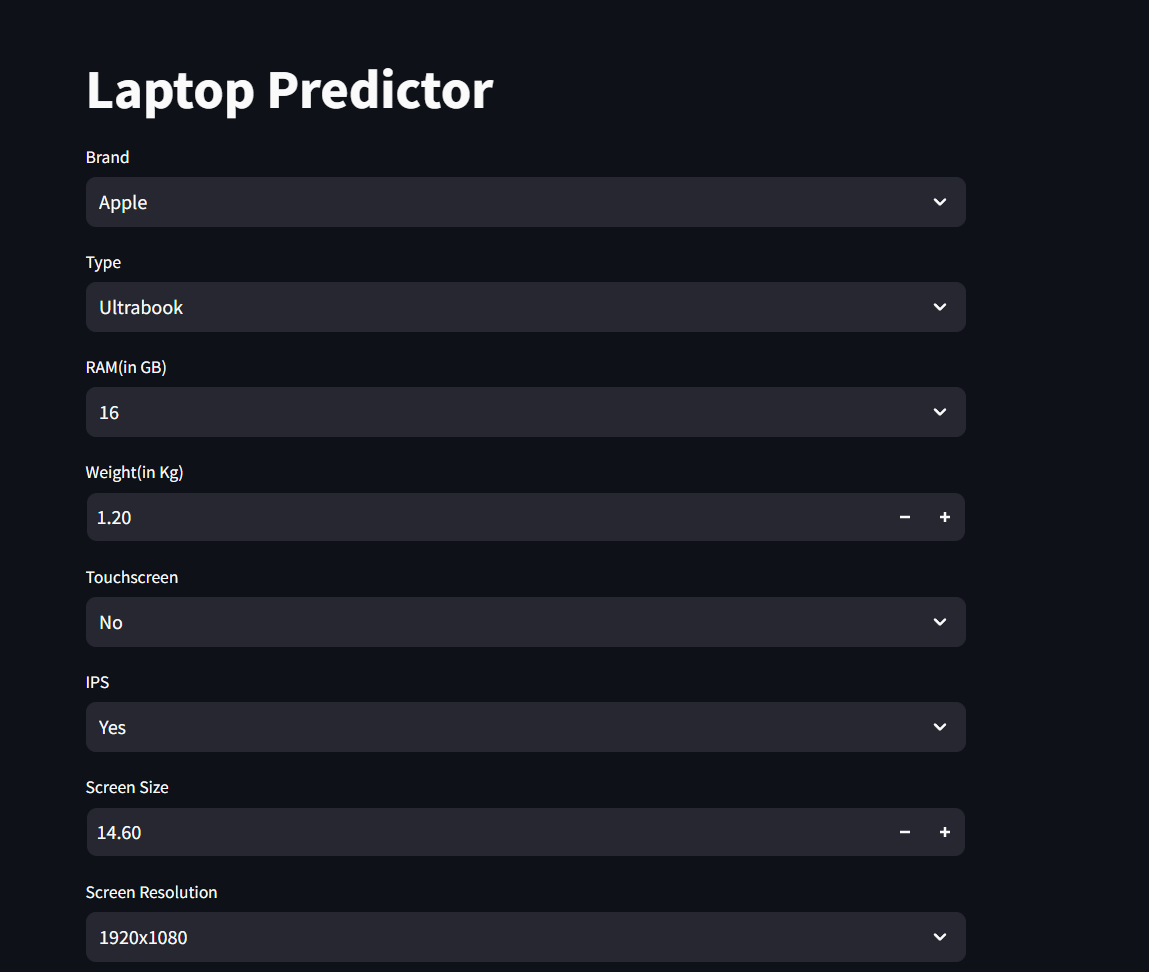 Laptop Predictor
Brand
Apple
Type
Ultrabook
RAM(in GB)
16
Weight(in Kg)
1.20
Touchscreen
No
IPS
Yes
Screen Size
14.60
Screen Resolution
1920x1080